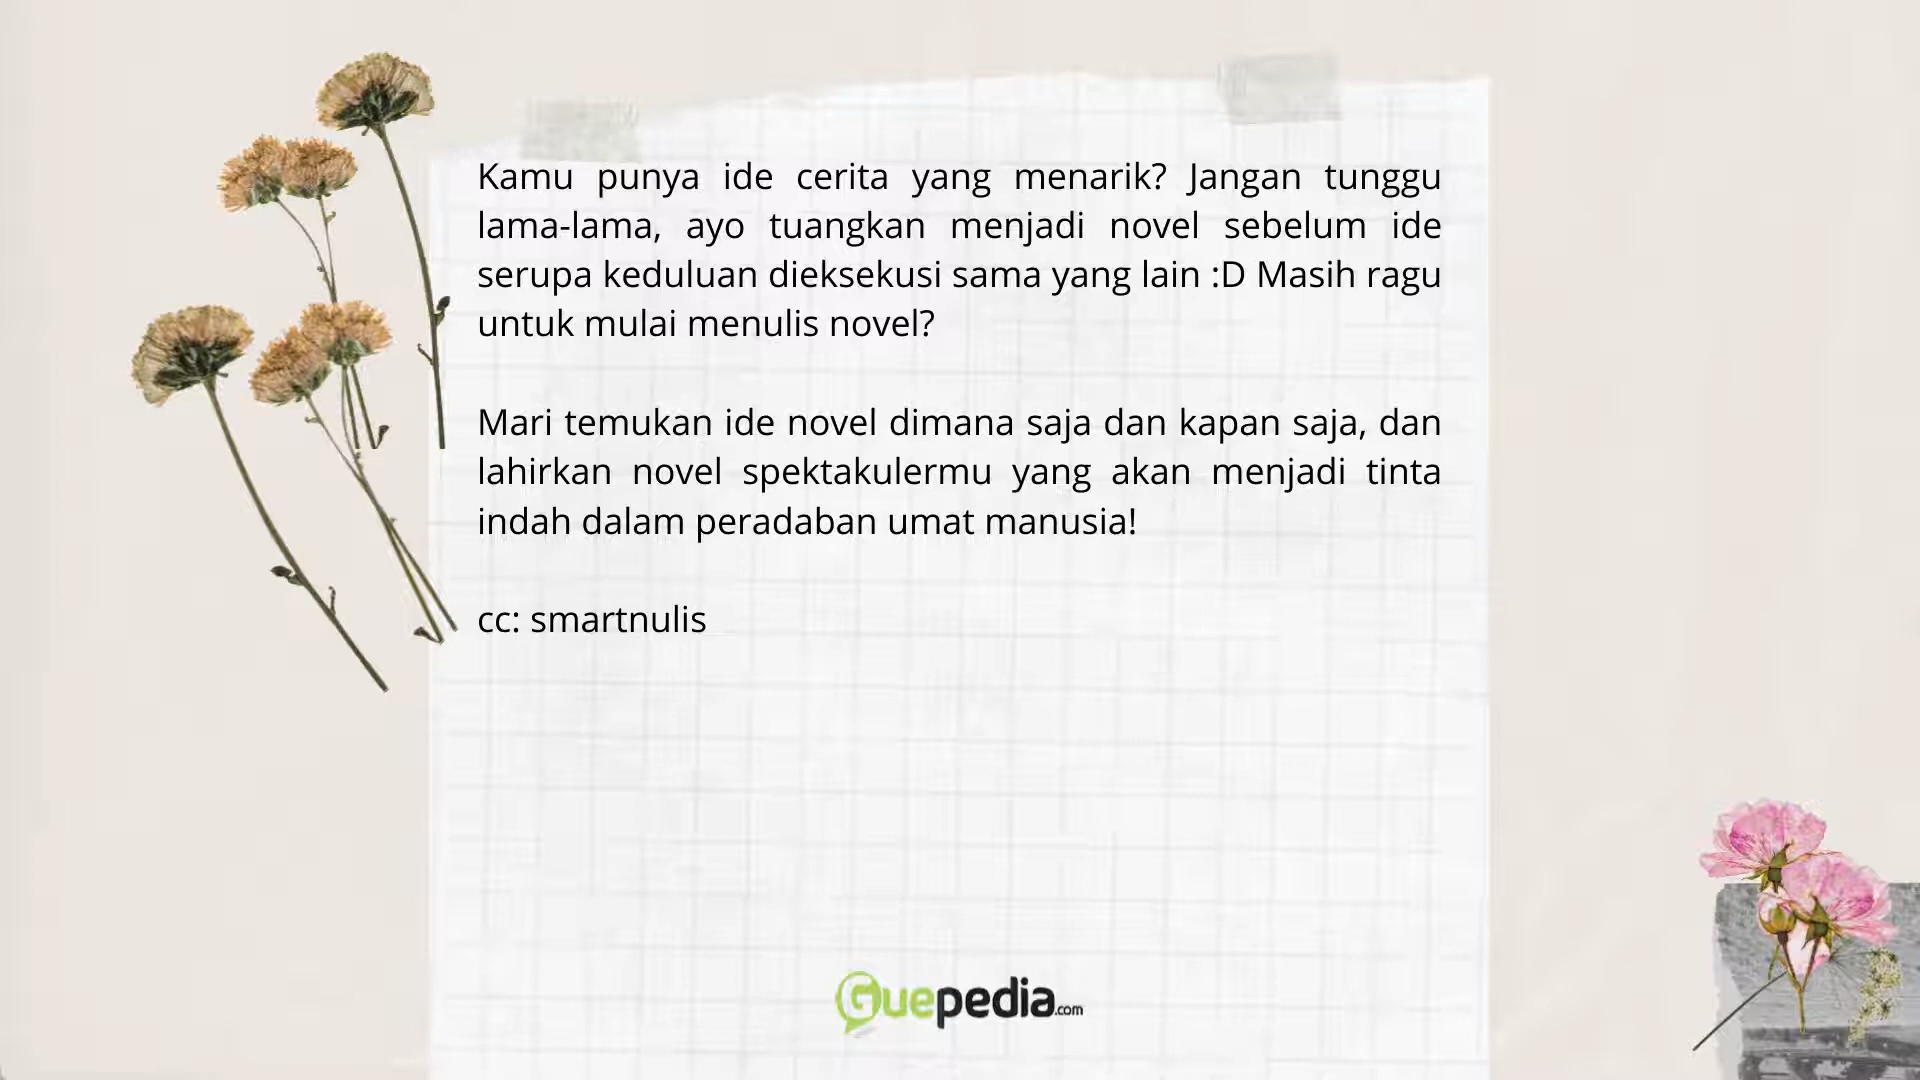 Kamu punya ide cerita yang menarik? Jangan tunggu
lama-lama, ayo tuangkan menjadi novel sebelum ide
serupa keduluan dieksekusi sama yang lain :D Masih ragu
untuk mulai menulis novel?
Mari temukan ide novel dimana saja dan kapan saja, dan
lahirkan novel spektakulermu yang akan menjadi tinta
indah dalam peradaban umat manusia!
cc: smartnulis
Guepedia.com